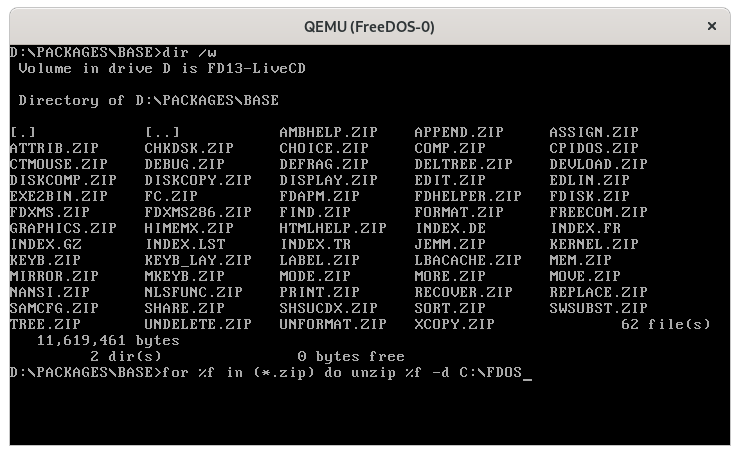 QEMU (FreeDOS-0) ×
D:\PACKAGES\BASE>dir /w
 Volume in drive D is FD13-LiveCD

 Directory of D:\PACKAGES\BASE

[.]            [..]           AMBHELP.ZIP    APPEND.ZIP     ASSIGN.ZIP
ATTRIB.ZIP     CHKDSK.ZIP     CHOICE.ZIP     COMP.ZIP       CPIDOS.ZIP
CTMOUSE.ZIP    DEBUG.ZIP      DEFRAG.ZIP     DELTREE.ZIP    DEVLOAD.ZIP
DISKCOMP.ZIP   DISKCOPY.ZIP   DISPLAY.ZIP    EDIT.ZIP       EDLIN.ZIP
EXE2BIN.ZIP    FC.ZIP         FDAPM.ZIP      FDHELPER.ZIP   FDISK.ZIP
FDXMS.ZIP      FDXMS286.ZIP   FIND.ZIP       FORMAT.ZIP     FREECOM.ZIP
GRAPHICS.ZIP   HIMEMX.ZIP     HTMLHELP.ZIP   INDEX.DE       INDEX.FR
INDEX.GZ       INDEX.LST      INDEX.TR       JEMM.ZIP       KERNEL.ZIP
KEYB.ZIP       KEYB_LAY.ZIP   LABEL.ZIP      LBACACHE.ZIP   MEM.ZIP
MIRROR.ZIP     MKEYB.ZIP      MODE.ZIP       MORE.ZIP       MOVE.ZIP
NANSI.ZIP      NLSFUNC.ZIP    PRINT.ZIP      RECOVER.ZIP    REPLACE.ZIP
SAMCFG.ZIP     SHARE.ZIP      SHSUCDX.ZIP    SORT.ZIP       SWSUBST.ZIP
TREE.ZIP       UNDELETE.ZIP   UNFORMAT.ZIP   XCOPY.ZIP              62 file(s)
   11,619,461 bytes
         2 dir(s)               0 bytes free
D:\PACKAGES\BASE>for %f in (*.zip) do unzip %f -d C:\FDOS_